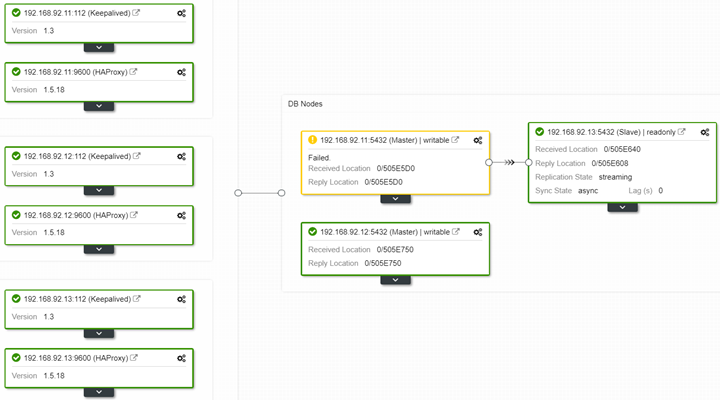 192.168.92.11:112 (Keepalived)
Version 1.3
192.168.92.11:9600 (HAProxy)
Version 1.5.18
192.168.92.12:112 (Keepalived)
Version 1.3
192.168.92.12:9600 (HAProxy)
Version 1.5.18
192.168.92.13:112 (Keepalived)
Version 1.3
192.168.92.13:9600 (HAProxy)
Version 1.5.18
DB Nodes
192.168.92.11:5432 (Master) | writable
Failed.
Received Location 0/505E5D0
Reply Location 0/505E5D0
192.168.92.12:5432 (Master) | writable
Received Location 0/505E750
Reply Location 0/505E750
192.168.92.13:5432 (Slave) | readonly
Received Location 0/505E640
Reply Location 0/505E608
Replication State streaming
Sync State async Lag (s) 0